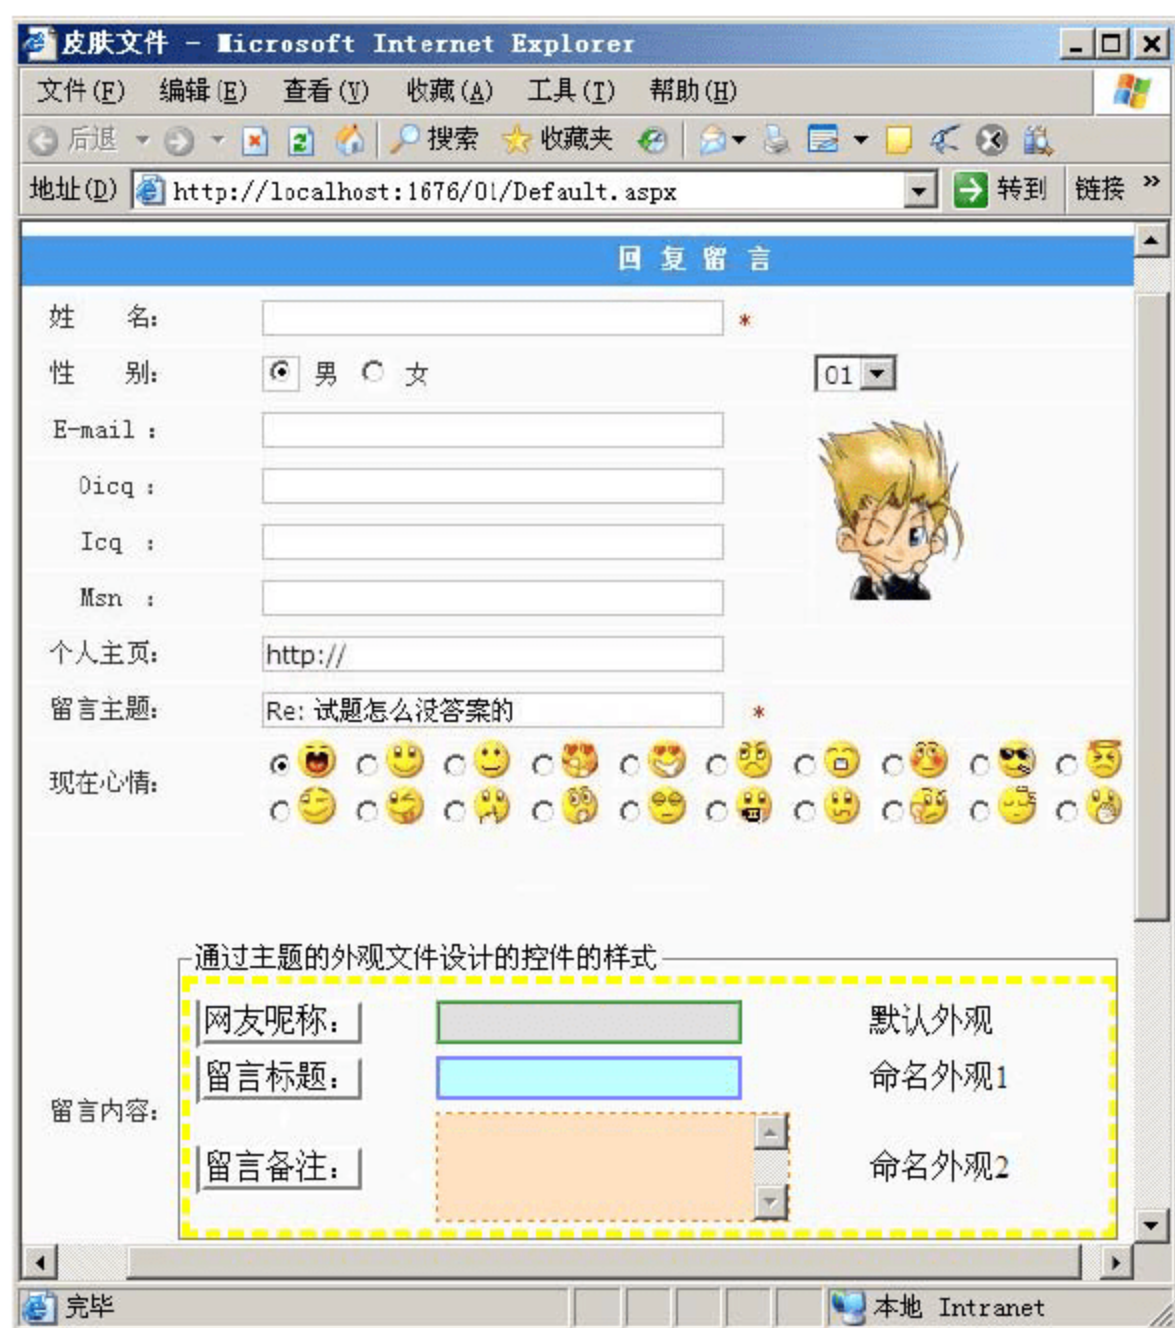 皮肤文件 - Microsoft Internet Explorer
文件(F) 编辑(E) 查看(V) 收藏(A) 工具(T) 帮助(H)
后退 搜索 收藏夹
地址(D) http://localhost:1676/01/Default.aspx 转到 链接 »
回 复 留 言
姓 名: *
性 别: 男 女 01
E-mail :
Oicq :
Icq :
Msn :
个人主页: http://
留言主题: Re: 试题怎么没答案的 *
现在心情:
通过主题的外观文件设计的控件的样式
网友呢称: 默认外观
留言标题: 命名外观1
留言内容:
留言备注: 命名外观2
完毕 本地 Intranet